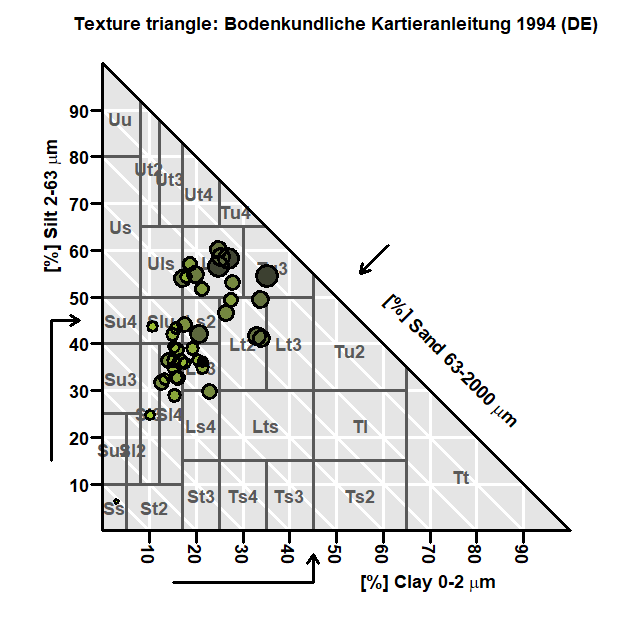 Texture triangle: Bodenkundliche Kartieranleitung 1994 (DE)
[%] Silt 2-63 μm
90
80
70
60
50
40
30
20
10
Uu
Ut2
Ut3
Ut4
Tu4
Us
Uls
Su4
Slu
Ls2
Lt2
Lt3
Tu2
Su3
Sl4
Ls4
Lts
Tl
Sl2
Ss
St2
St3
Ts4
Ts3
Ts2
Tt
[%] Sand 63-2000 μm
10
20
30
40
50
60
70
80
90
[%] Clay 0-2 μm